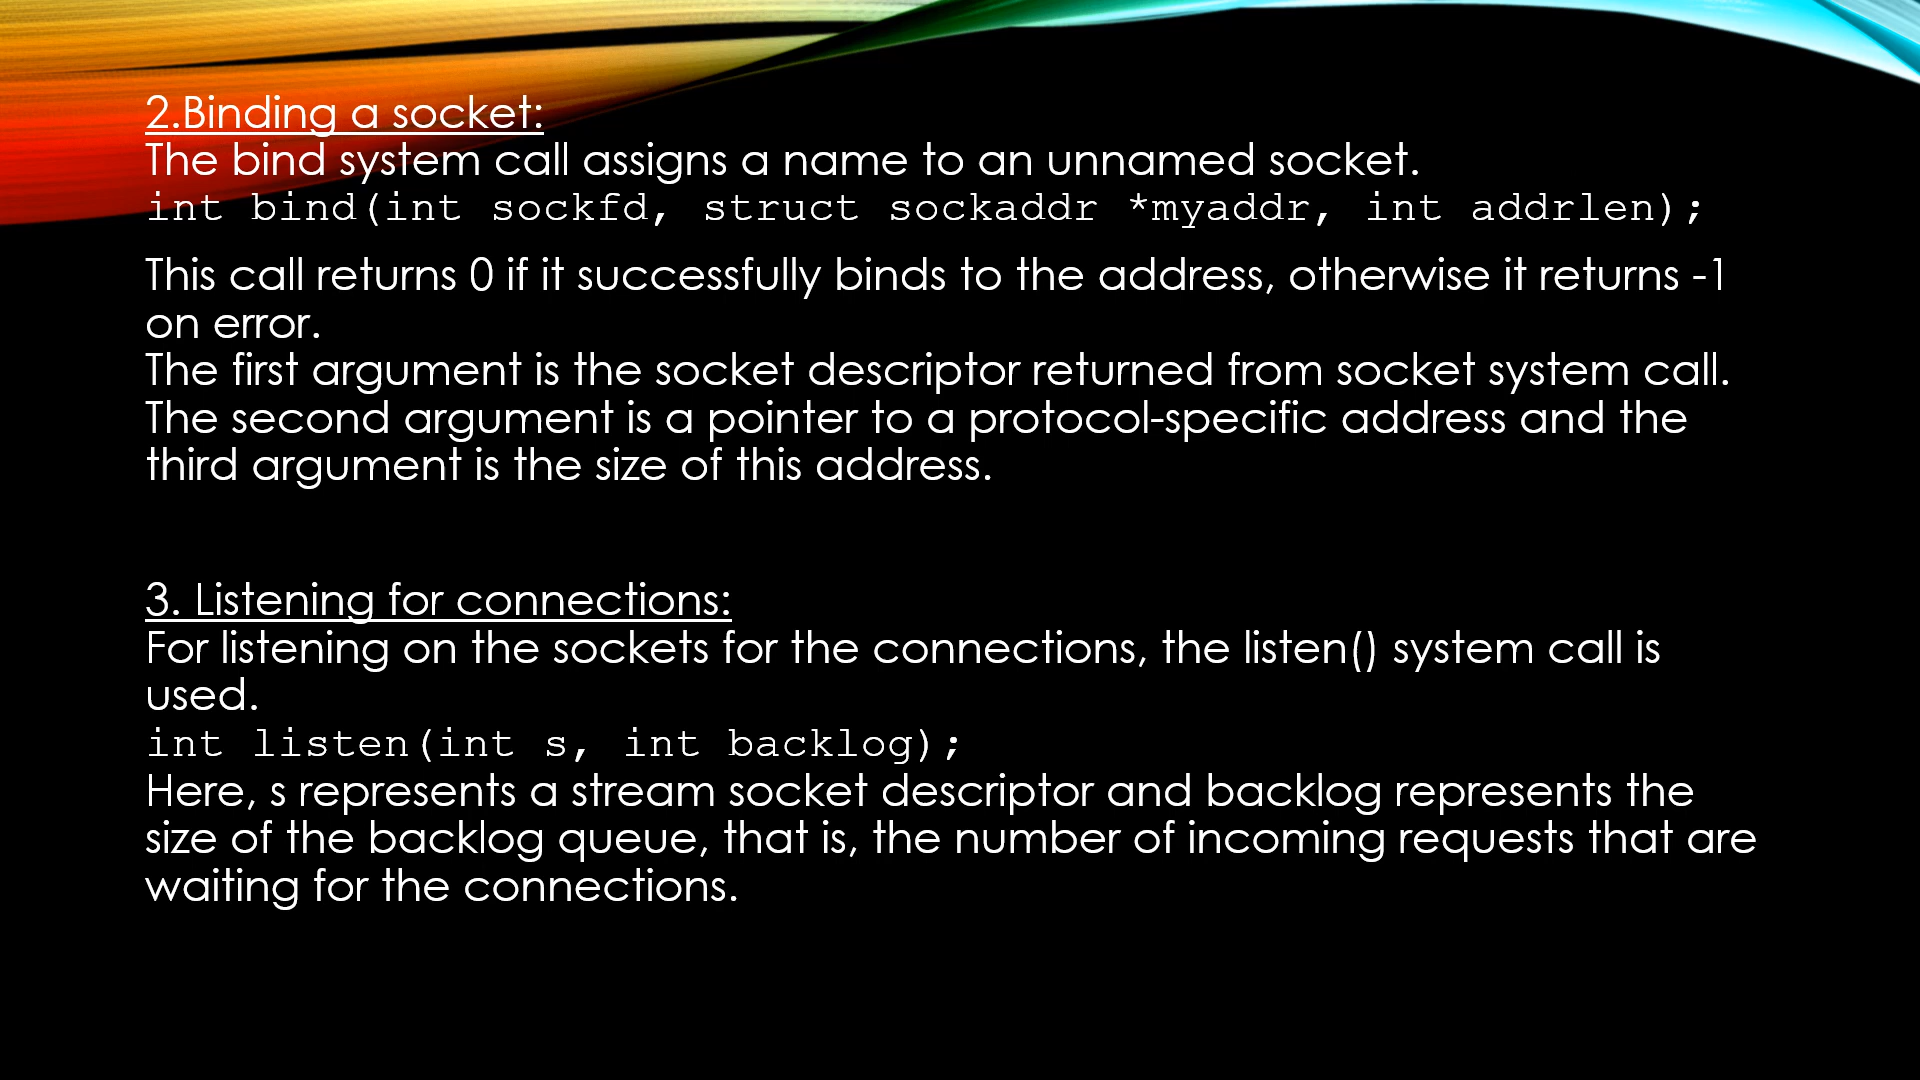 2.Binding a socket:
The bind system call assigns a name to an unnamed socket.
int bind(int sockfd, struct sockaddr *myaddr, int addrlen);
This call returns 0 if it successfully binds to the address, otherwise it returns -1
on error.
The first argument is the socket descriptor returned from socket system call.
The second argument is a pointer to a protocol-specific address and the
third argument is the size of this address.
3. Listening for connections:
For listening on the sockets for the connections, the listen() system call is
used.
int listen(int s, int backlog);
Here, s represents a stream socket descriptor and backlog represents the
size of the backlog queue, that is, the number of incoming requests that are
waiting for the connections.